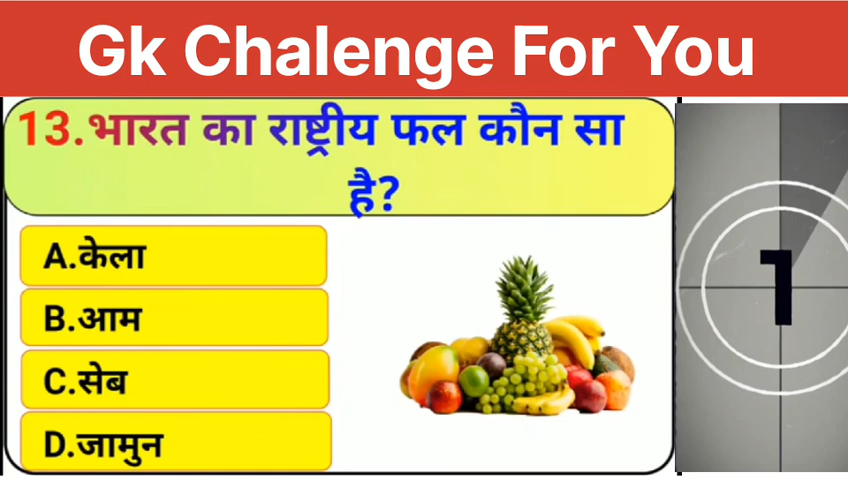 Gk Chalenge For You
13.भारत का राष्ट्रीय फल कौन सा
है?
A.केला
B.आम
C.सेब
D.जामुन
1